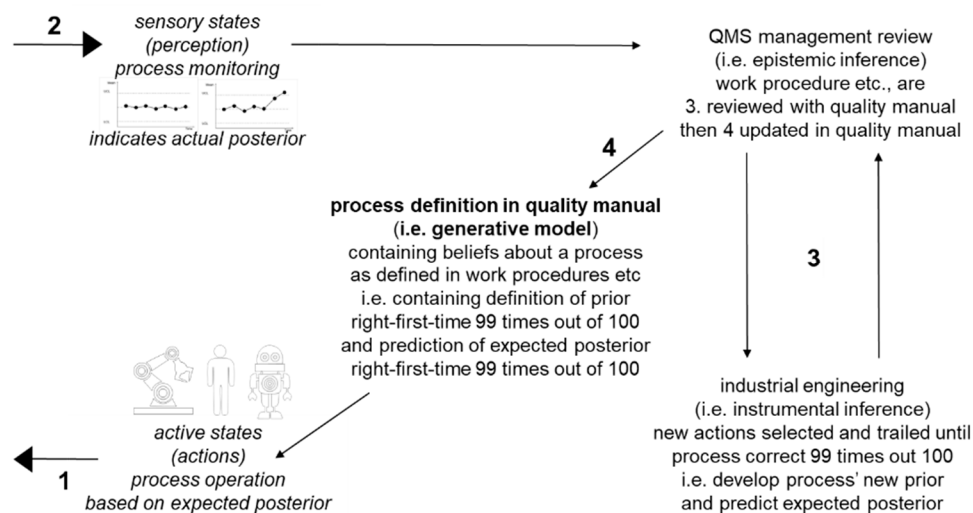 2
sensory states
(perception)
process monitoring
indicates actual posterior
QMS management review
(i.e. epistemic inference)
work procedure etc., are
3. reviewed with quality manual
then 4 updated in quality manual
4
process definition in quality manual
(i.e. generative model)
containing beliefs about a process
as defined in work procedures etc
i.e. containing definition of prior
right-first-time 99 times out of 100
and prediction of expected posterior
right-first-time 99 times out of 100
3
active states
(actions)
process operation
based on expected posterior
1
industrial engineering
(i.e. instrumental inference)
new actions selected and trailed until
process correct 99 times out 100
i.e. develop process’ new prior
and predict expected posterior